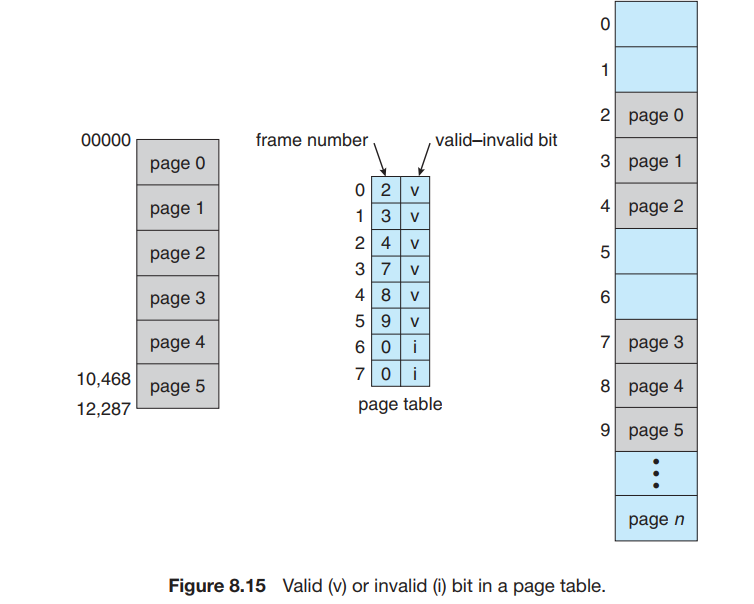 00000
page 0
page 1
page 2
page 3
page 4
10,468
page 5
12,287
frame number
valid–invalid bit
0 2 v
1 3 v
2 4 v
3 7 v
4 8 v
5 9 v
6 0 i
7 0 i
page table
0
1
2 page 0
3 page 1
4 page 2
5
6
7 page 3
8 page 4
9 page 5
page n
Figure 8.15 Valid (v) or invalid (i) bit in a page table.